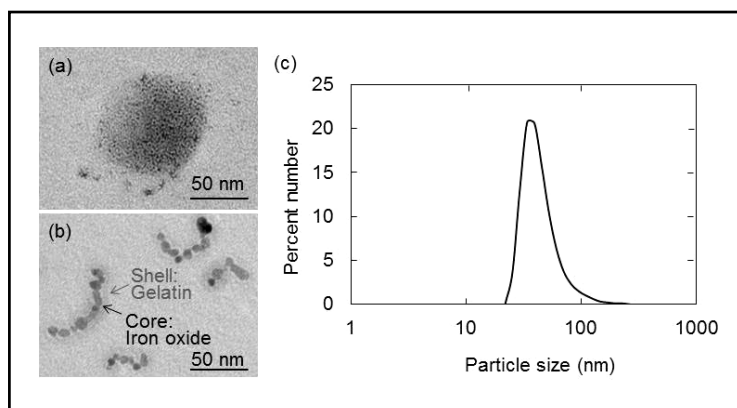 (a)
50 nm
(b)
Shell:
Gelatin
Core:
Iron oxide
50 nm
(c)
Percent number
25
20
15
10
5
0
1
10
100
1000
Particle size (nm)